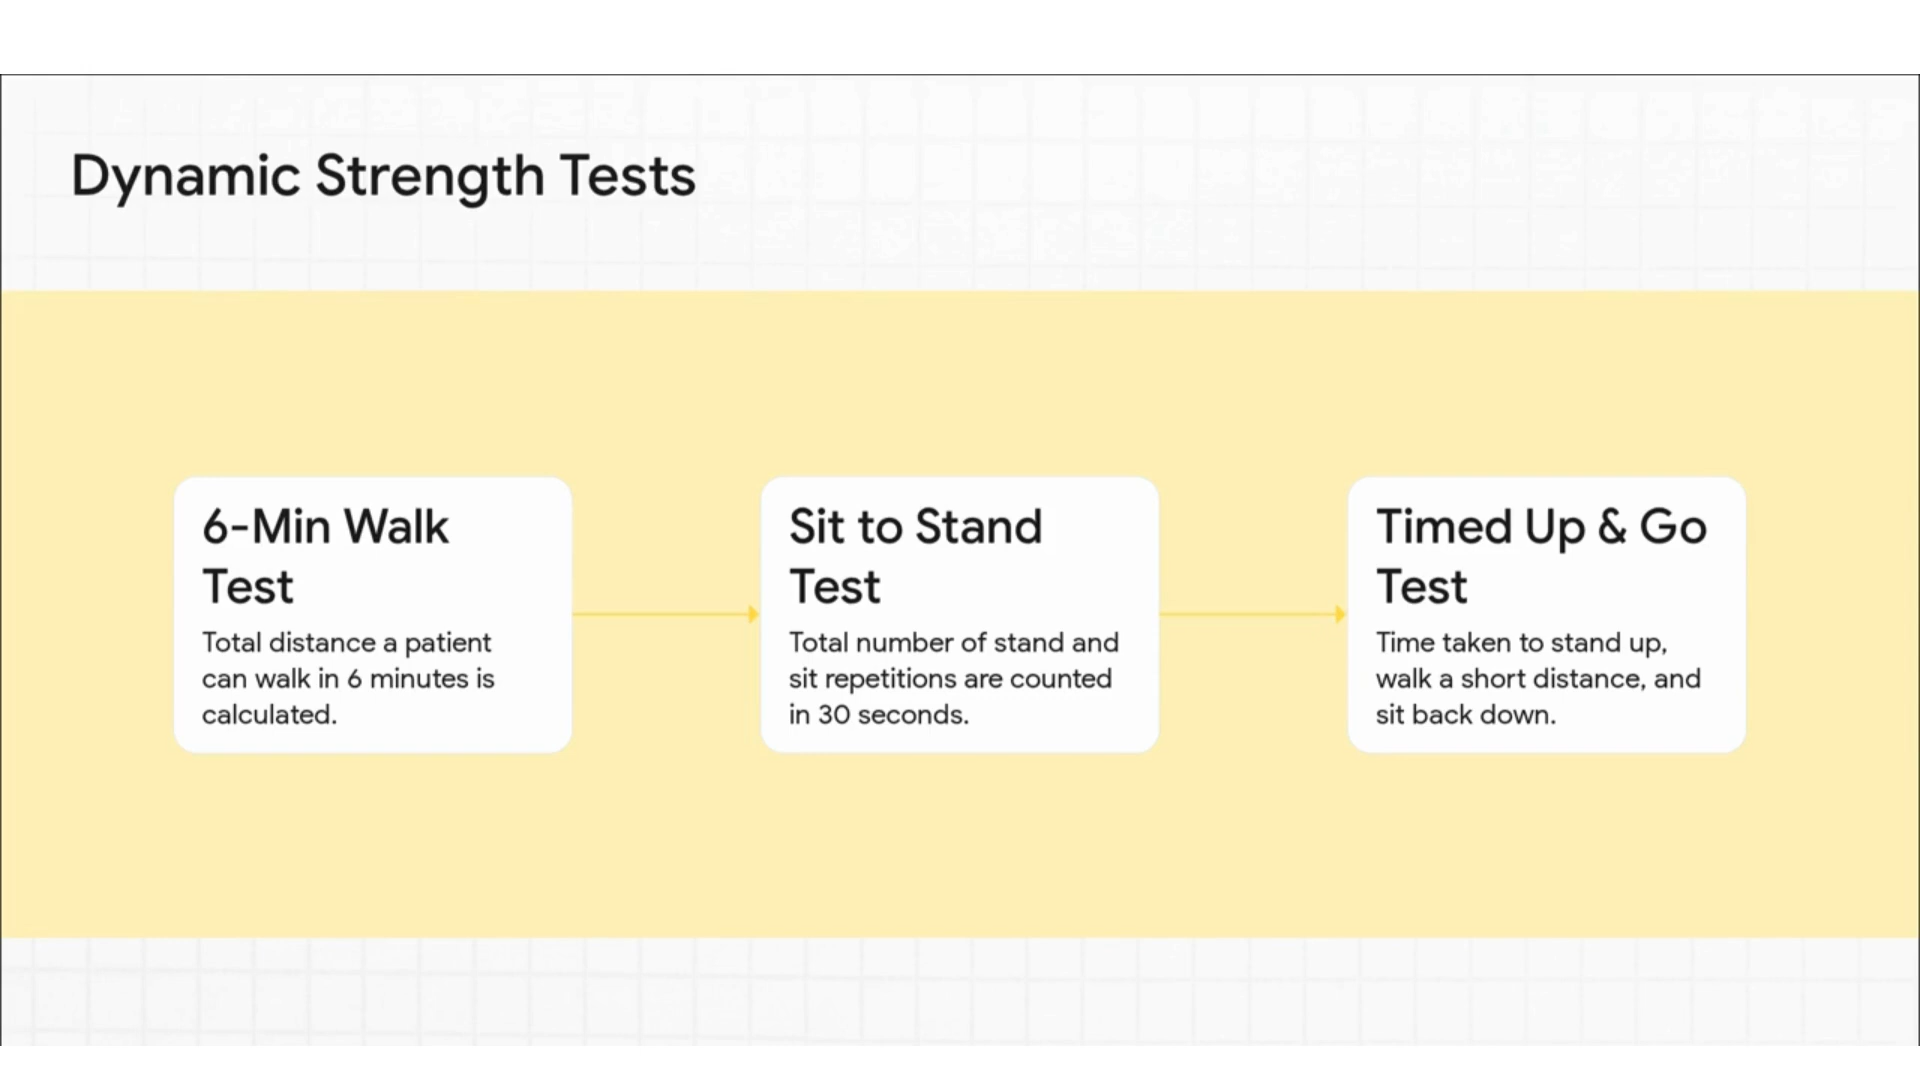 Dynamic Strength Tests
6-Min Walk
Test
Total distance a patient
can walk in 6 minutes is
calculated.
Sit to Stand
Test
Total number of stand and
sit repetitions are counted
in 30 seconds.
Timed Up & Go
Test
Time taken to stand up,
walk a short distance, and
sit back down.